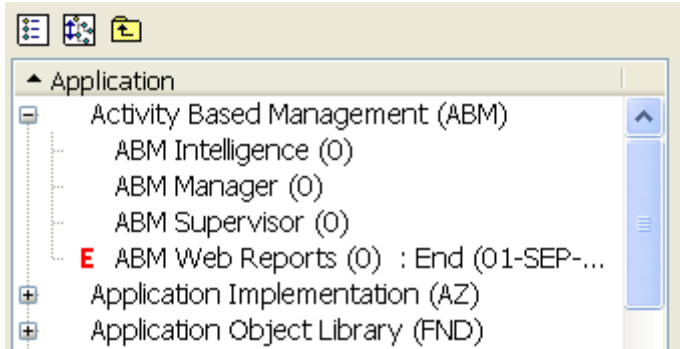 Application
Activity Based Management (ABM)
ABM Intelligence (0)
ABM Manager (0)
ABM Supervisor (0)
E ABM Web Reports (0) : End (01-SEP-...
Application Implementation (AZ)
Application Object Library (FND)